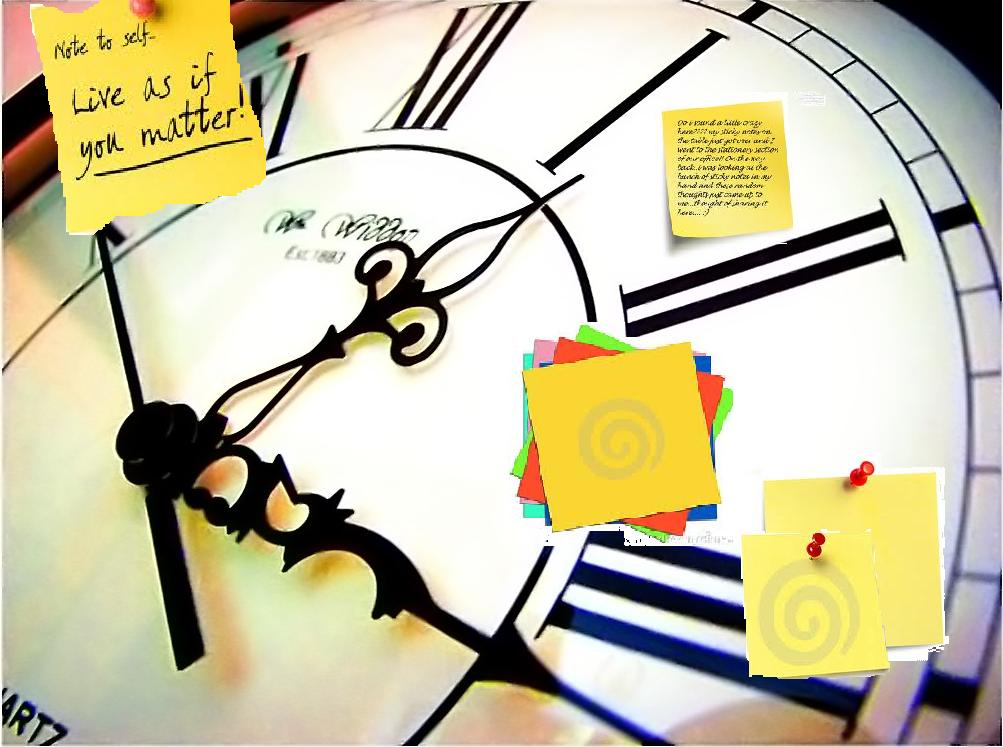 Note to self..
Live as if
you matter!
Do i sound a little crazy
here???? my sticky notes on
the table just got over and I
went to the stationery section
of our office!! On the way
back..i was looking at the
bunch of sticky notes in my
hand and these random
thoughts just came up to
me...thought of sharing it
here... :)
Est.1883
ARTZ